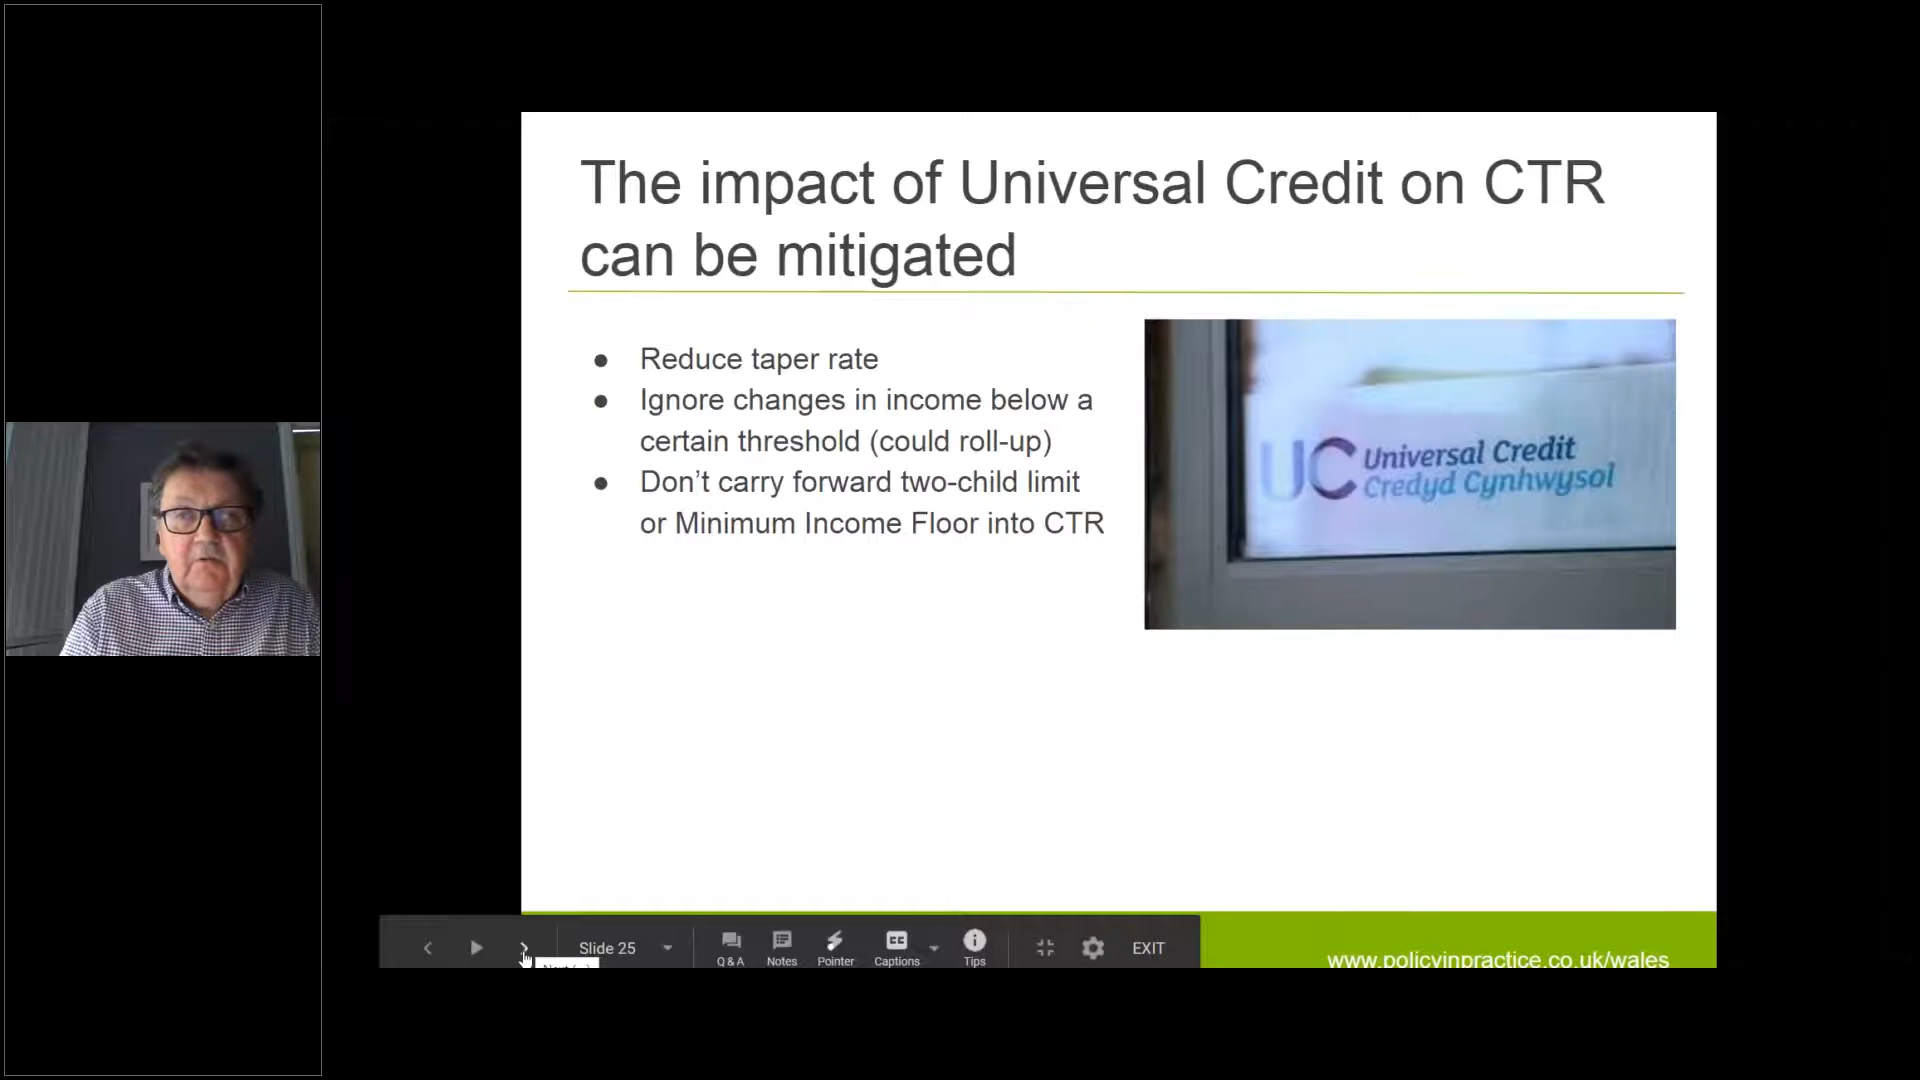 The impact of Universal Credit on CTR
can be mitigated
● Reduce taper rate
● Ignore changes in income below a
certain threshold (could roll-up)
● Don’t carry forward two-child limit
or Minimum Income Floor into CTR
UC Universal Credit
Credyd Cynhwysol
Slide 25
Q & A
Notes
Pointer
CC
Captions
Tips
EXIT
www.policyinpractice.co.uk/wales